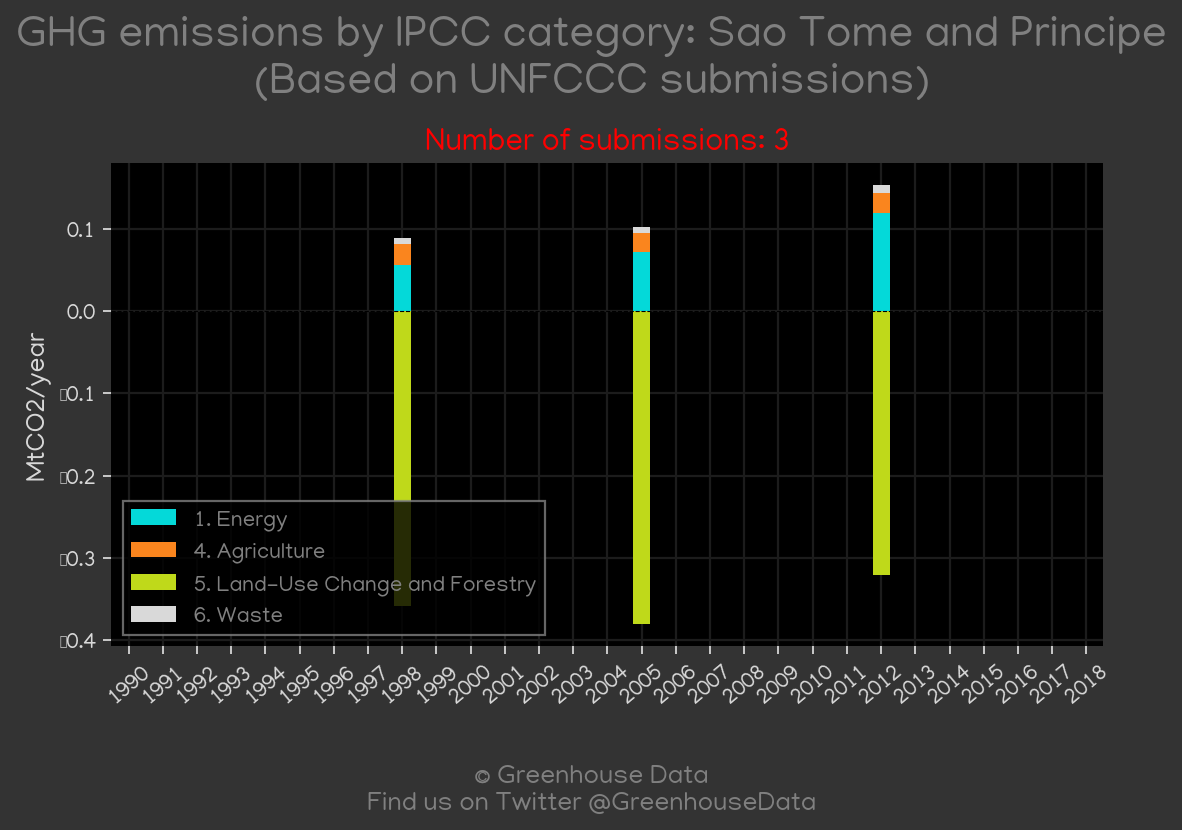 GHG emissions by IPCC category: Sao Tome and Principe
(Based on UNFCCC submissions)
Number of submissions: 3
MtCO2/year
0.1
0.0
▯0.1
▯0.2
▯0.3
▯0.4
1. Energy
4. Agriculture
5. Land-Use Change and Forestry
6. Waste
1990 1991 1992 1993 1994 1995 1996 1997 1998 1999 2000 2001 2002 2003 2004 2005 2006 2007 2008 2009 2010 2011 2012 2013 2014 2015 2016 2017 2018
© Greenhouse Data
Find us on Twitter @GreenhouseData